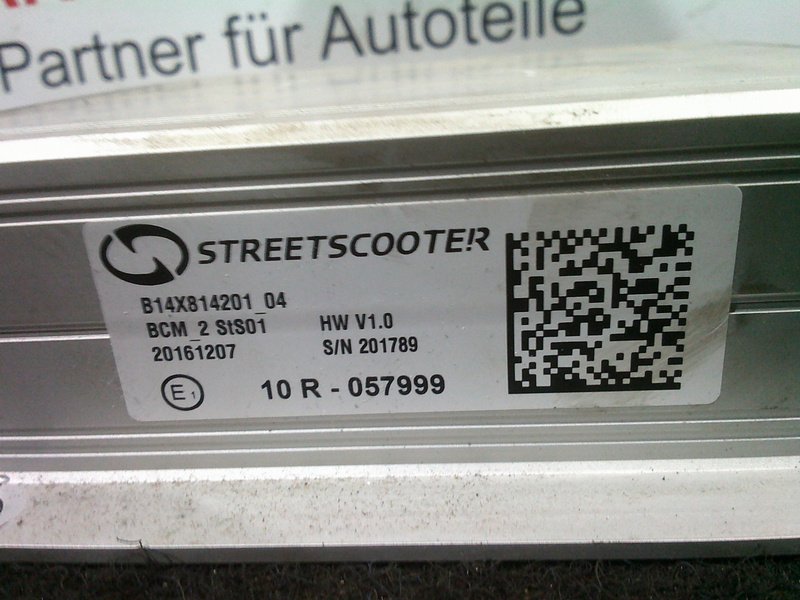 Partner für Autoteile
STREETSCOOTER
B14X814201_04
BCM_2 StS01 HW V1.0
20161207 S/N 201789
E1 10 R - 057999